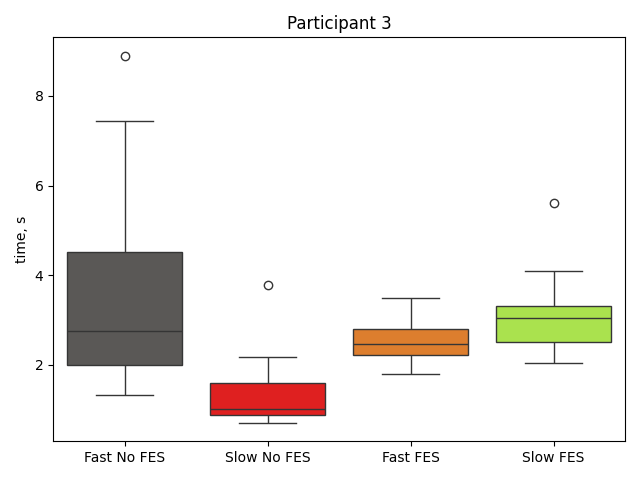 Participant 3
time, s
8
6
4
2
Fast No FES
Slow No FES
Fast FES
Slow FES